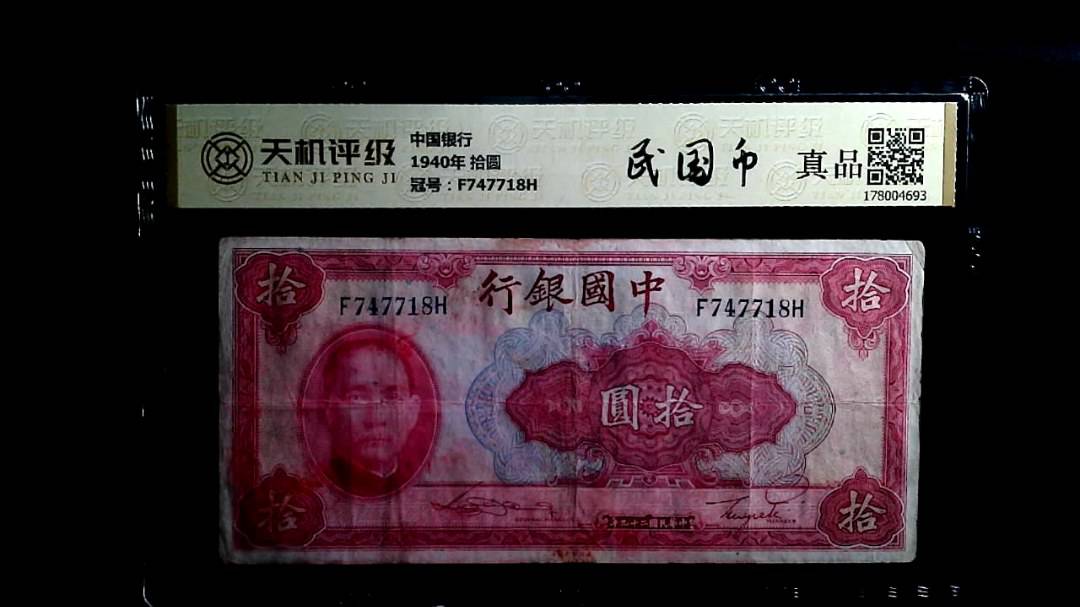 天机评级
TIAN JI PING JI
中国银行
1940年 拾圆
冠号：F747718H
民国币
真品
178004693
拾
行銀國中
拾
F747718H
F747718H
圓拾
拾
拾